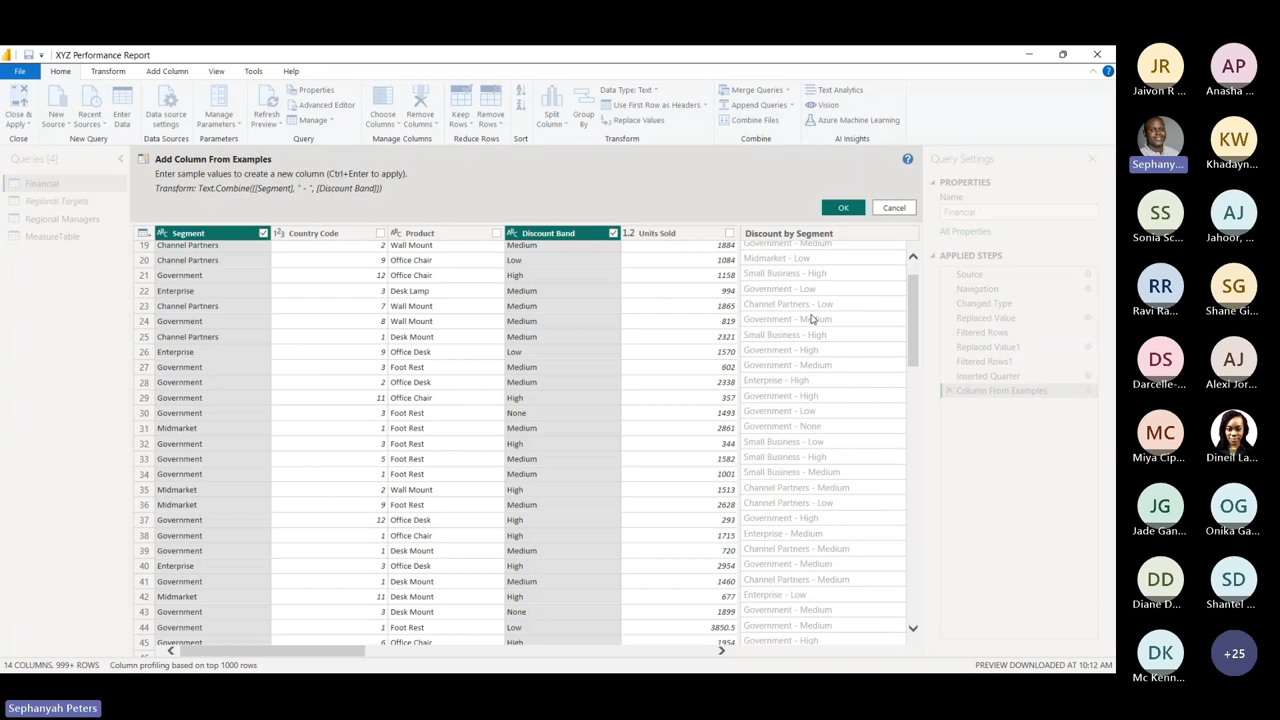 XYZ Performance Report
File Home Transform Add Column View Tools Help
Close & Apply New Source Recent Sources Enter Data Data source settings Manage Parameters Refresh Preview Properties Advanced Editor Manage Choose Columns Remove Columns Keep Rows Remove Rows Split Column Group By Data Type: Text Use First Row as Headers Replace Values Merge Queries Append Queries Combine Files Text Analytics Vision Azure Machine Learning
Close New Query Data Sources Parameters Query Manage Columns Reduce Rows Sort Transform Combine AI Insights
Queries [4]
Financial
Regional Targets
Regional Managers
MeasureTable
Add Column From Examples
Enter sample values to create a new column (Ctrl+Enter to apply).
Transform: Text.Combine({[Segment], " - ", [Discount Band]})
OK Cancel
Segment Country Code Product Discount Band Units Sold Discount by Segment
19 Channel Partners 2 Wall Mount Medium 1884 Government - Medium
20 Channel Partners 9 Office Chair Low 1084 Midmarket - Low
21 Government 12 Office Chair High 1158 Small Business - High
22 Enterprise 3 Desk Lamp Medium 994 Government - Low
23 Channel Partners 7 Wall Mount Medium 1865 Channel Partners - Low
24 Government 8 Wall Mount Medium 819 Government - Medium
25 Channel Partners 1 Desk Mount Medium 2321 Small Business - High
26 Enterprise 3 Office Desk Low 1570 Government - High
27 Government 3 Foot Rest Medium 602 Government - Medium
28 Government 2 Office Desk Medium 2338 Enterprise - High
29 Government 11 Office Chair High 357 Government - High
30 Government 3 Foot Rest None 1493 Government - Low
31 Midmarket 1 Foot Rest Medium 2861 Government - None
32 Government 3 Foot Rest High 344 Small Business - Low
33 Government 5 Foot Rest Medium 1582 Small Business - High
34 Government 1 Foot Rest Medium 1001 Small Business - Medium
35 Midmarket 2 Wall Mount High 1513 Channel Partners - Medium
36 Midmarket 9 Foot Rest Medium 2628 Channel Partners - Low
37 Government 12 Office Desk High 293 Government - High
38 Government 1 Office Chair High 1715 Enterprise - Medium
39 Government 1 Desk Mount Medium 720 Channel Partners - Medium
40 Enterprise 3 Office Desk High 2954 Government - High
41 Government 1 Desk Mount Medium 1460 Channel Partners - Medium
42 Midmarket 11 Desk Mount High 677 Enterprise - Low
43 Government 3 Desk Mount None 1899 Government - Medium
44 Government 1 Foot Rest Low 3850.5 Government - Medium
45 Government 6 Office Chair High 1954 Government - High
Query Settings
PROPERTIES
Name
Financial
All Properties
APPLIED STEPS
Source
Navigation
Changed Type
Replaced Value
Filtered Rows
Replaced Value1
Filtered Rows1
Inserted Quarter
Column From Examples
14 COLUMNS, 999+ ROWS Column profiling based on top 1000 rows PREVIEW DOWNLOADED AT 10:12 AM
Sephanyah Peters
JR AP
Jaivon R ... Anasha ...
KW
Sephany... Khadayn...
SS AJ
Sonia Sc... Jahoor, ...
RR SG
Ravi Ra... Shane Gi...
DS AJ
Darcelle-... Alexi Jor...
MC
Miya Cip... Dinell La...
JG OG
Jade Gan... Onika Ga...
DD SD
Diane D... Shantel ...
DK +25
Mc Kenn...